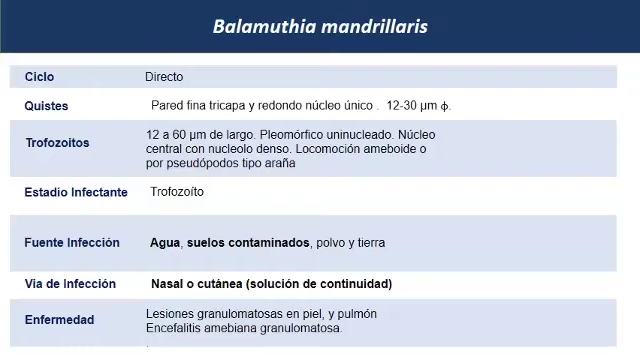 Balamuthia mandrillaris
Ciclo Directo
Quistes Pared fina tricapa y redondo núcleo único . 12-30 μm ϕ.
Trofozoitos 12 a 60 μm de largo. Pleomórfico uninucleado. Núcleo
central con nucleolo denso. Locomoción ameboide o
por pseudópodos tipo araña
Estadio Infectante Trofozoíto
Fuente Infección Agua, suelos contaminados, polvo y tierra
Via de Infección Nasal o cutánea (solución de continuidad)
Enfermedad Lesiones granulomatosas en piel, y pulmón
Encefalitis amebiana granulomatosa.
.